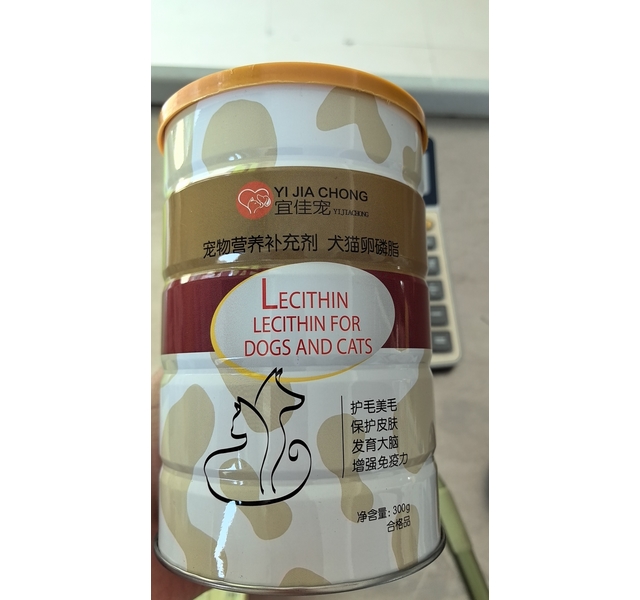 YI JIA CHONG
宜佳宠 YIJIACHONG
宠物营养补充剂 犬猫卵磷脂
LECITHIN
LECITHIN FOR
DOGS AND CATS
护毛美毛
保护皮肤
发育大脑
增强免疫力
净含量: 300g
合格品